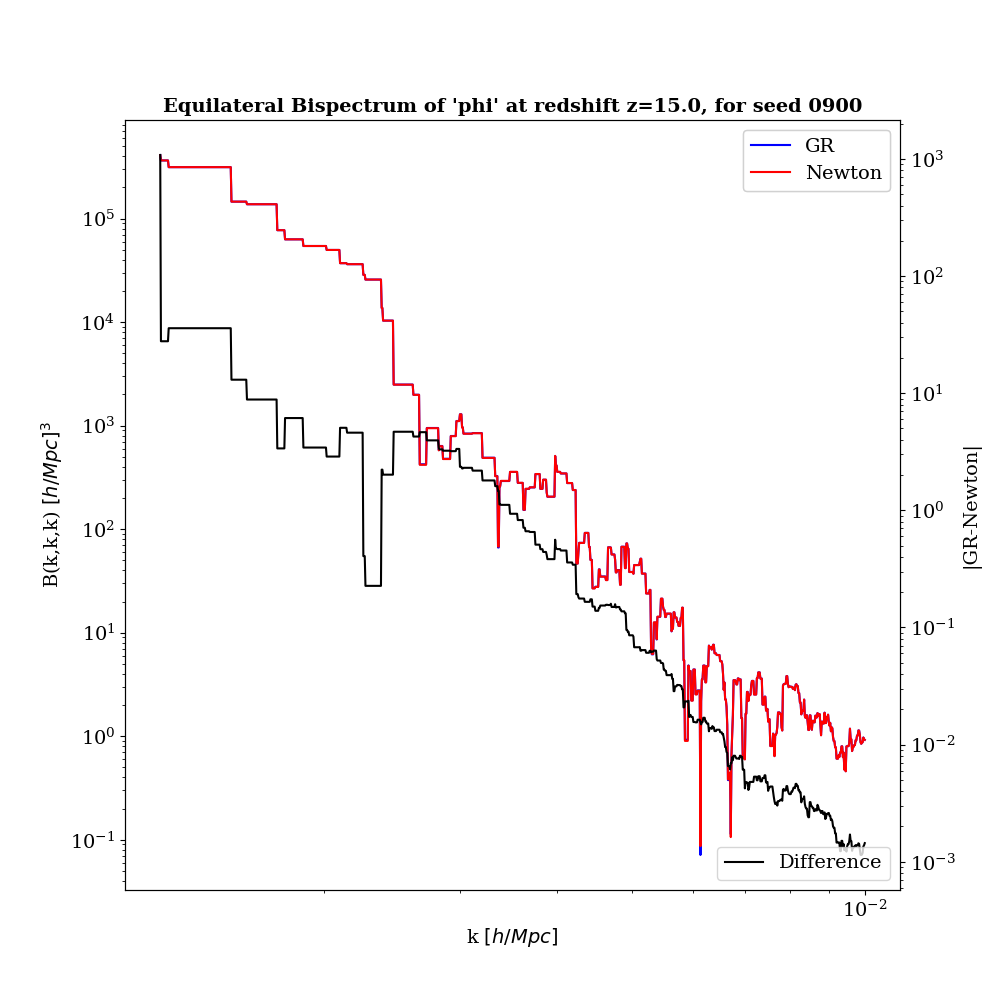 Equilateral Bispectrum of 'phi' at redshift z=15.0, for seed 0900
GR
Newton
10^5
10^4
10^3
10^2
10^1
10^0
10^-1
B(k,k,k) [h/Mpc]^3
10^3
10^2
10^1
10^0
10^-1
10^-2
10^-3
|GR-Newton|
Difference
10^-2
k [h/Mpc]